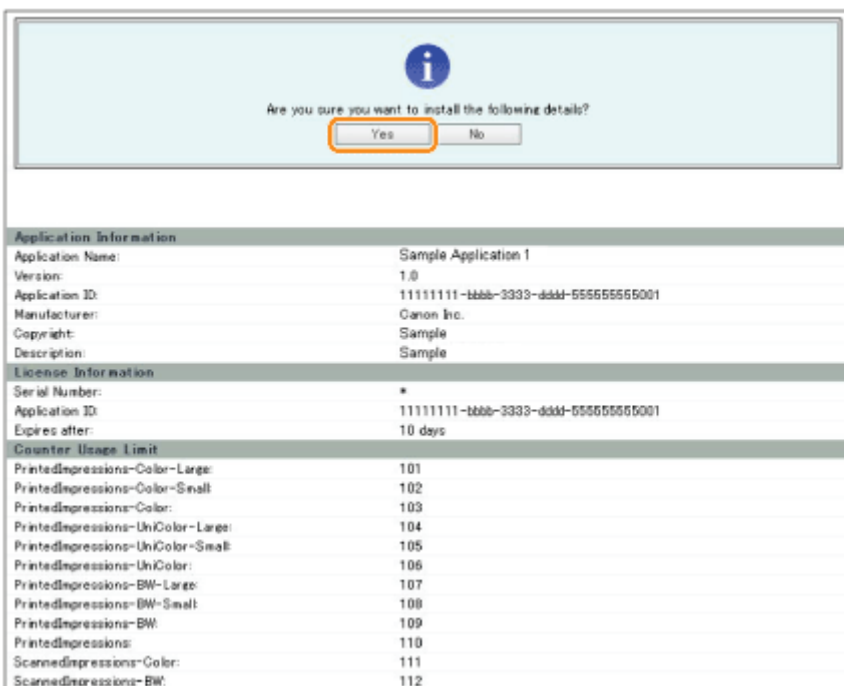 Are you sure you want to install the following details?
Yes No
Application Information
Application Name: Sample Application 1
Version: 1.0
Application ID: 11111111-bbbb-3333-dddd-555555555001
Manufacturer: Canon Inc.
Copyright: Sample
Description: Sample
License Information
Serial Number: *
Application ID: 11111111-bbbb-3333-dddd-555555555001
Expires after: 10 days
Counter Usage Limit
PrintedImpressions-Color-Large: 101
PrintedImpressions-Color-Small: 102
PrintedImpressions-Color: 103
PrintedImpressions-UniColor-Large: 104
PrintedImpressions-UniColor-Small: 105
PrintedImpressions-UniColor: 106
PrintedImpressions-BW-Large: 107
PrintedImpressions-BW-Small: 108
PrintedImpressions-BW: 109
PrintedImpressions: 110
ScannedImpressions-Color: 111
ScannedImpressions-BW: 112